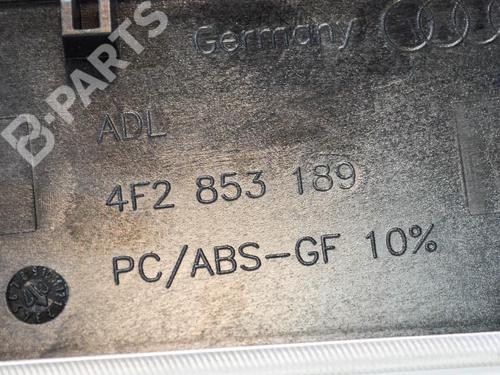 Germany
ADL
4F2 853 189
PC/ABS-GF 10%
B-PARTS